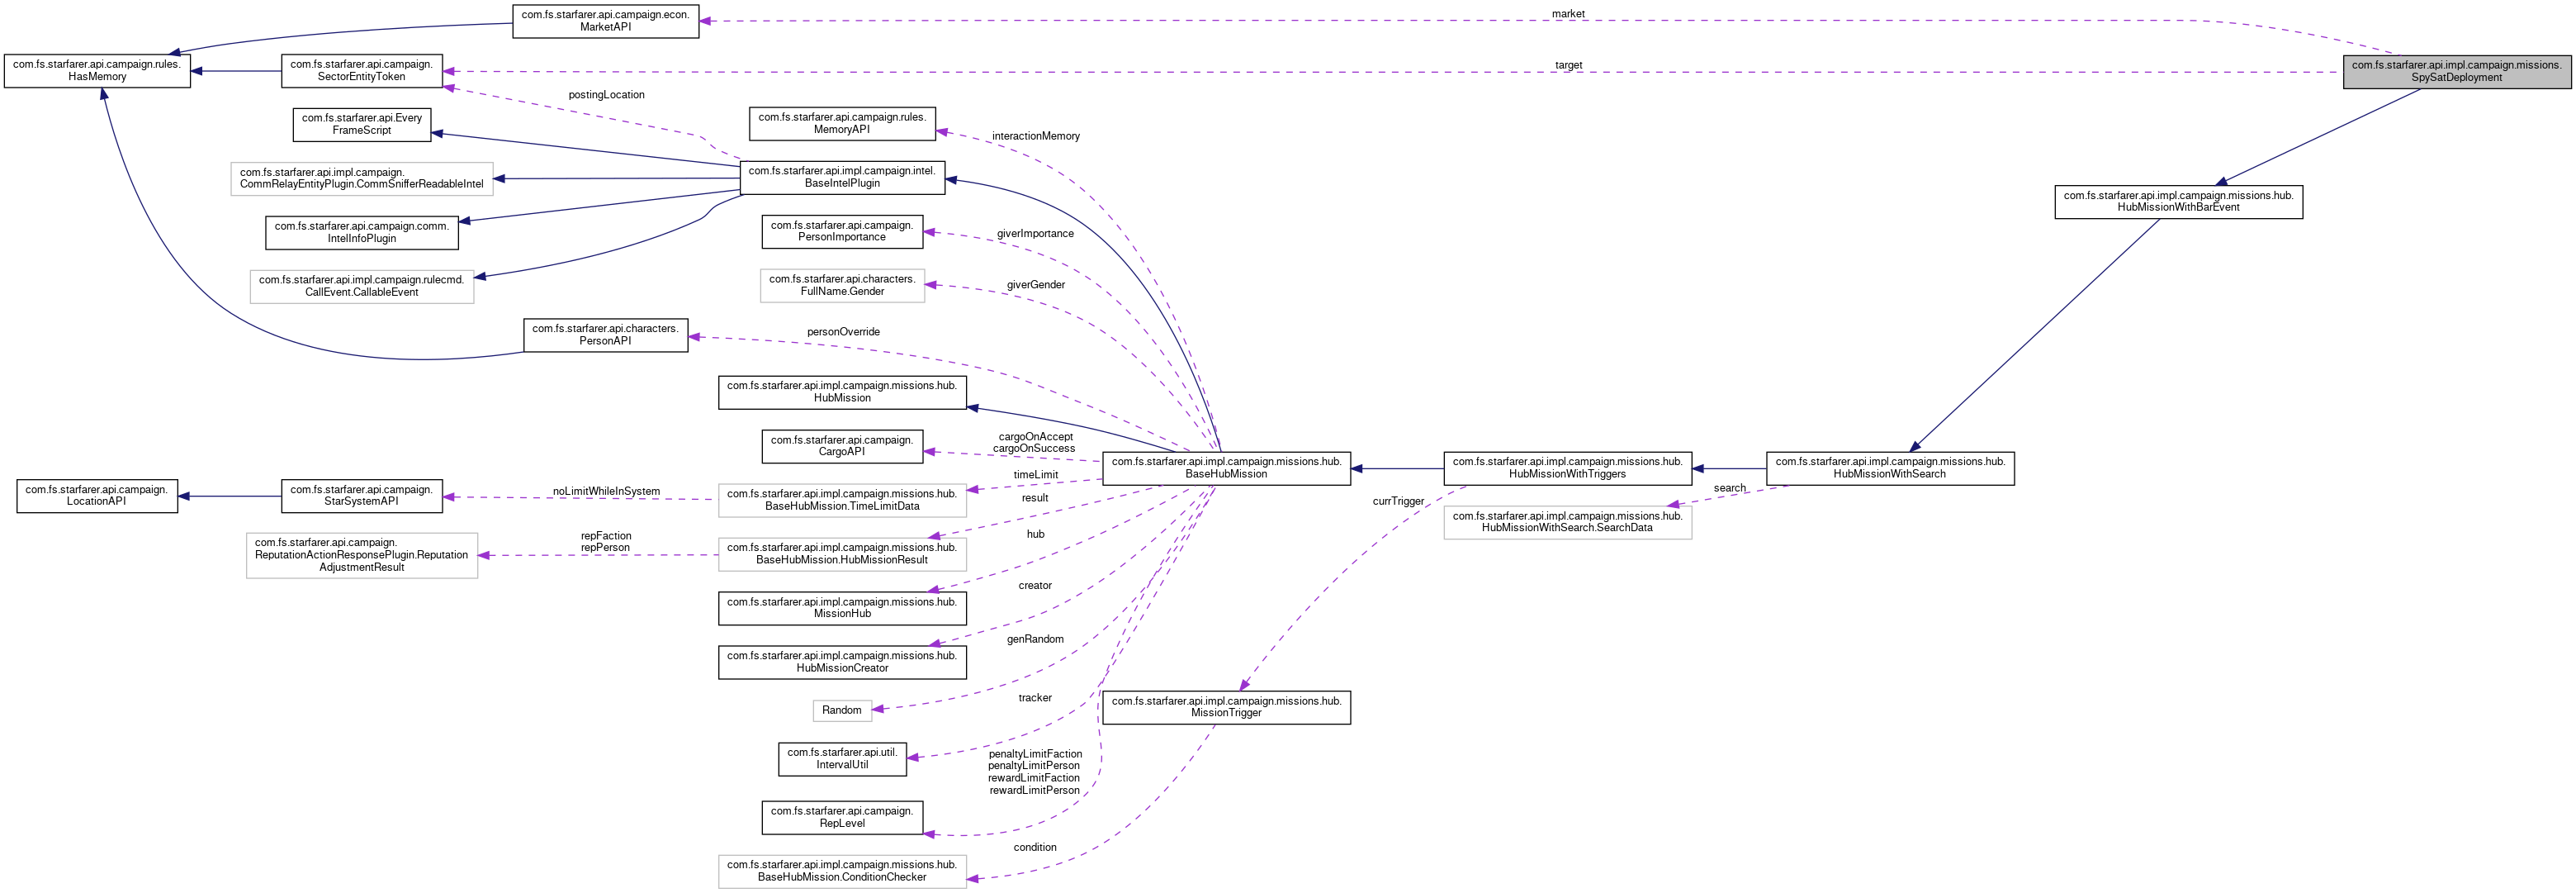 com.fs.starfarer.api.campaign.econ.
MarketAPI
market
com.fs.starfarer.api.campaign.rules.
HasMemory
com.fs.starfarer.api.campaign.
SectorEntityToken
target
com.fs.starfarer.api.impl.campaign.missions.
SpySatDeployment
postingLocation
com.fs.starfarer.api.Every
FrameScript
com.fs.starfarer.api.campaign.rules.
MemoryAPI
interactionMemory
com.fs.starfarer.api.impl.campaign.
CommRelayEntityPlugin.CommSnifferReadableIntel
com.fs.starfarer.api.impl.campaign.intel.
BaseIntelPlugin
com.fs.starfarer.api.impl.campaign.missions.hub.
HubMissionWithBarEvent
com.fs.starfarer.api.campaign.comm.
IntelInfoPlugin
com.fs.starfarer.api.campaign.
PersonImportance
giverImportance
com.fs.starfarer.api.impl.campaign.rulecmd.
CallEvent.CallableEvent
com.fs.starfarer.api.characters.
FullName.Gender
giverGender
com.fs.starfarer.api.characters.
PersonAPI
personOverride
com.fs.starfarer.api.impl.campaign.missions.hub.
HubMission
com.fs.starfarer.api.campaign.
CargoAPI
cargoOnAccept
cargoOnSuccess
com.fs.starfarer.api.impl.campaign.missions.hub.
BaseHubMission
com.fs.starfarer.api.impl.campaign.missions.hub.
HubMissionWithTriggers
com.fs.starfarer.api.impl.campaign.missions.hub.
HubMissionWithSearch
com.fs.starfarer.api.campaign.
LocationAPI
com.fs.starfarer.api.campaign.
StarSystemAPI
noLimitWhileInSystem
com.fs.starfarer.api.impl.campaign.missions.hub.
BaseHubMission.TimeLimitData
timeLimit
result
currTrigger
search
com.fs.starfarer.api.impl.campaign.missions.hub.
HubMissionWithSearch.SearchData
com.fs.starfarer.api.campaign.
ReputationActionResponsePlugin.Reputation
AdjustmentResult
repFaction
repPerson
com.fs.starfarer.api.impl.campaign.missions.hub.
BaseHubMission.HubMissionResult
hub
com.fs.starfarer.api.impl.campaign.missions.hub.
MissionHub
creator
com.fs.starfarer.api.impl.campaign.missions.hub.
HubMissionCreator
genRandom
Random
tracker
com.fs.starfarer.api.impl.campaign.missions.hub.
MissionTrigger
com.fs.starfarer.api.util.
IntervalUtil
penaltyLimitFaction
penaltyLimitPerson
rewardLimitFaction
rewardLimitPerson
com.fs.starfarer.api.campaign.
RepLevel
condition
com.fs.starfarer.api.impl.campaign.missions.hub.
BaseHubMission.ConditionChecker